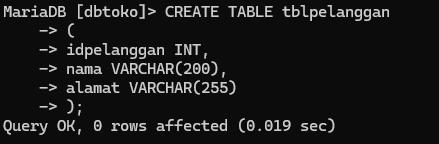 MariaDB [dbtoko]> CREATE TABLE tblpelanggan
    -> (
    -> idpelanggan INT,
    -> nama VARCHAR(200),
    -> alamat VARCHAR(255)
    -> );
Query OK, 0 rows affected (0.019 sec)